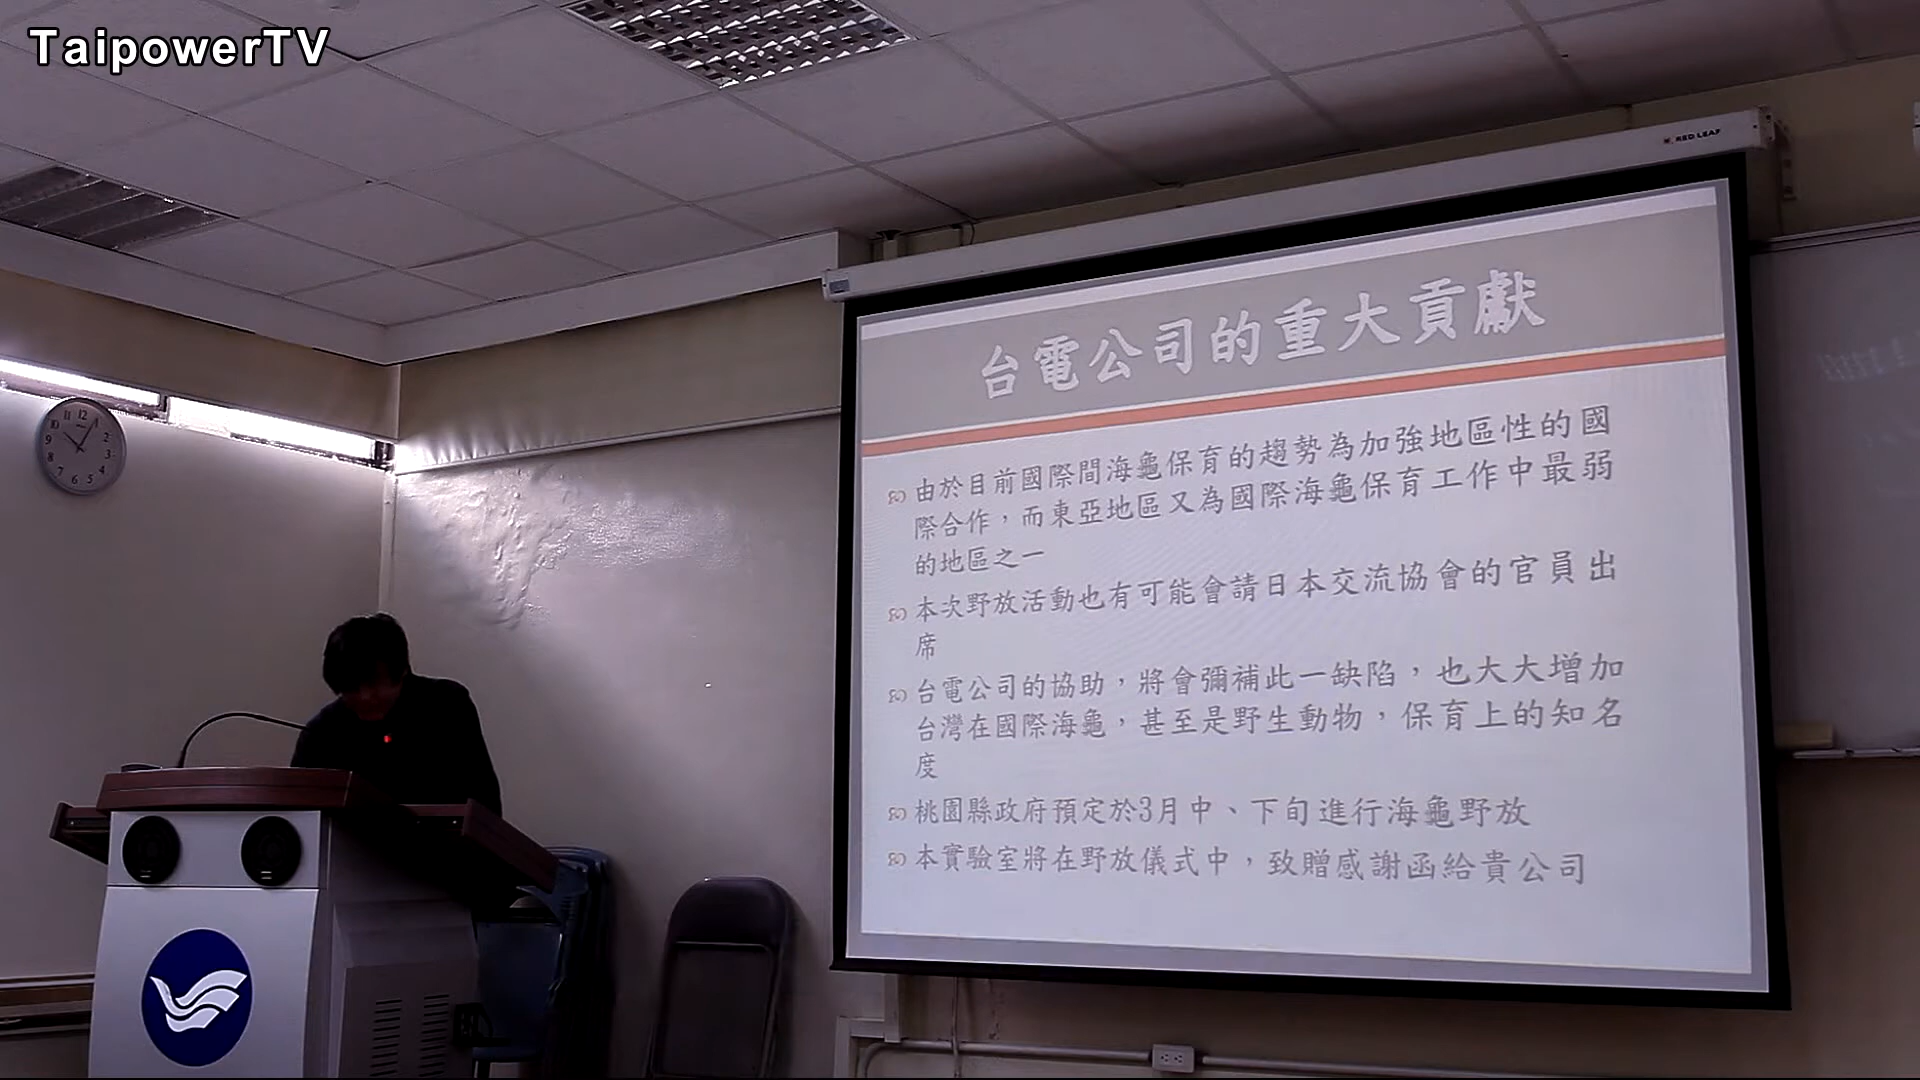 TaipowerTV
RED LEAF
台電公司的重大貢獻
由於目前國際間海龜保育的趨勢為加強地區性的國
際合作，而東亞地區又為國際海龜保育工作中最弱
的地區之一
本次野放活動也有可能會請日本交流協會的官員出
席
台電公司的協助，將會彌補此一缺陷，也大大增加
台灣在國際海龜，甚至是野生動物，保育上的知名
度
桃園縣政府預定於3月中、下旬進行海龜野放
本實驗室將在野放儀式中，致贈感謝函給貴公司